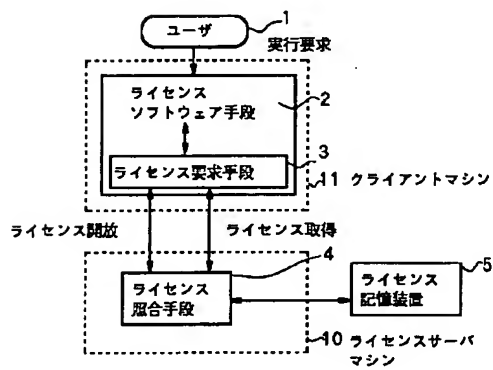 ユーザ
1
実行要求
ライセンス
ソフトウェア手段
2
3
ライセンス要求手段
11 クライアントマシン
ライセンス開放
ライセンス取得
4
5
ライセンス
照合手段
ライセンス
記憶装置
10 ライセンスサーバ
マシン